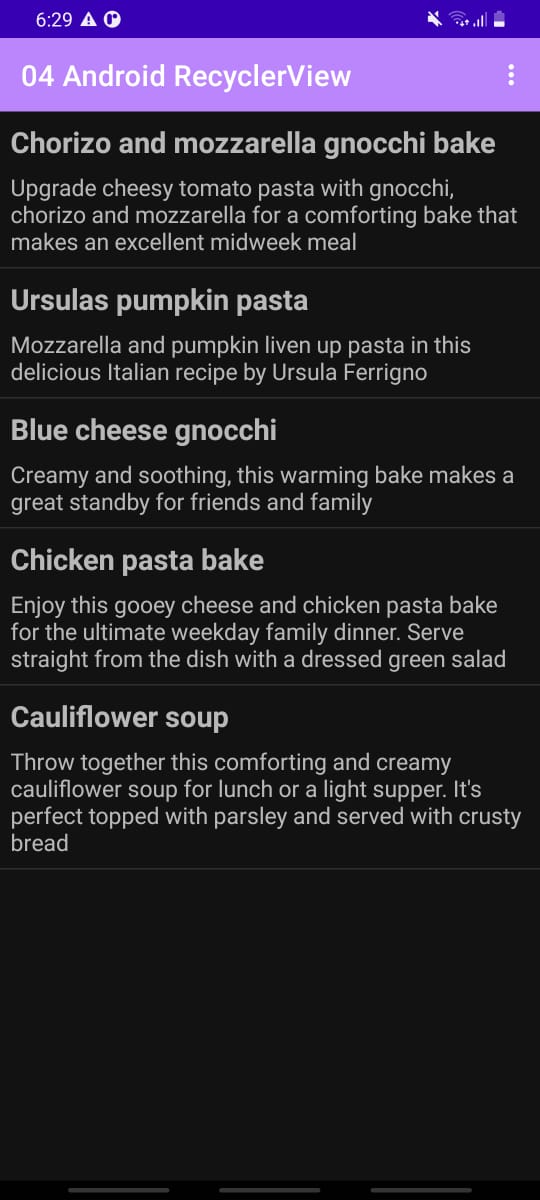 6:29
04 Android RecyclerView
Chorizo and mozzarella gnocchi bake
Upgrade cheesy tomato pasta with gnocchi,
chorizo and mozzarella for a comforting bake that
makes an excellent midweek meal
Ursulas pumpkin pasta
Mozzarella and pumpkin liven up pasta in this
delicious Italian recipe by Ursula Ferrigno
Blue cheese gnocchi
Creamy and soothing, this warming bake makes a
great standby for friends and family
Chicken pasta bake
Enjoy this gooey cheese and chicken pasta bake
for the ultimate weekday family dinner. Serve
straight from the dish with a dressed green salad
Cauliflower soup
Throw together this comforting and creamy
cauliflower soup for lunch or a light supper. It's
perfect topped with parsley and served with crusty
bread